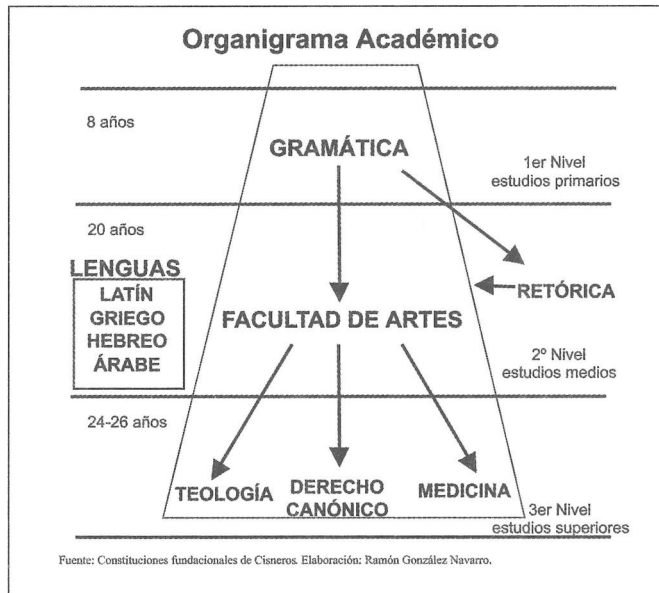 Organigrama Académico
8 años
GRAMÁTICA
1er Nivel
estudios primarios
20 años
LENGUAS
LATÍN
GRIEGO
HEBREO
ÁRABE
RETÓRICA
FACULTAD DE ARTES
2º Nivel
estudios medios
24-26 años
TEOLOGÍA
DERECHO
CANÓNICO
MEDICINA
3er Nivel
estudios superiores
Fuente: Constituciones fundacionales de Cisneros. Elaboración: Ramón González Navarro.